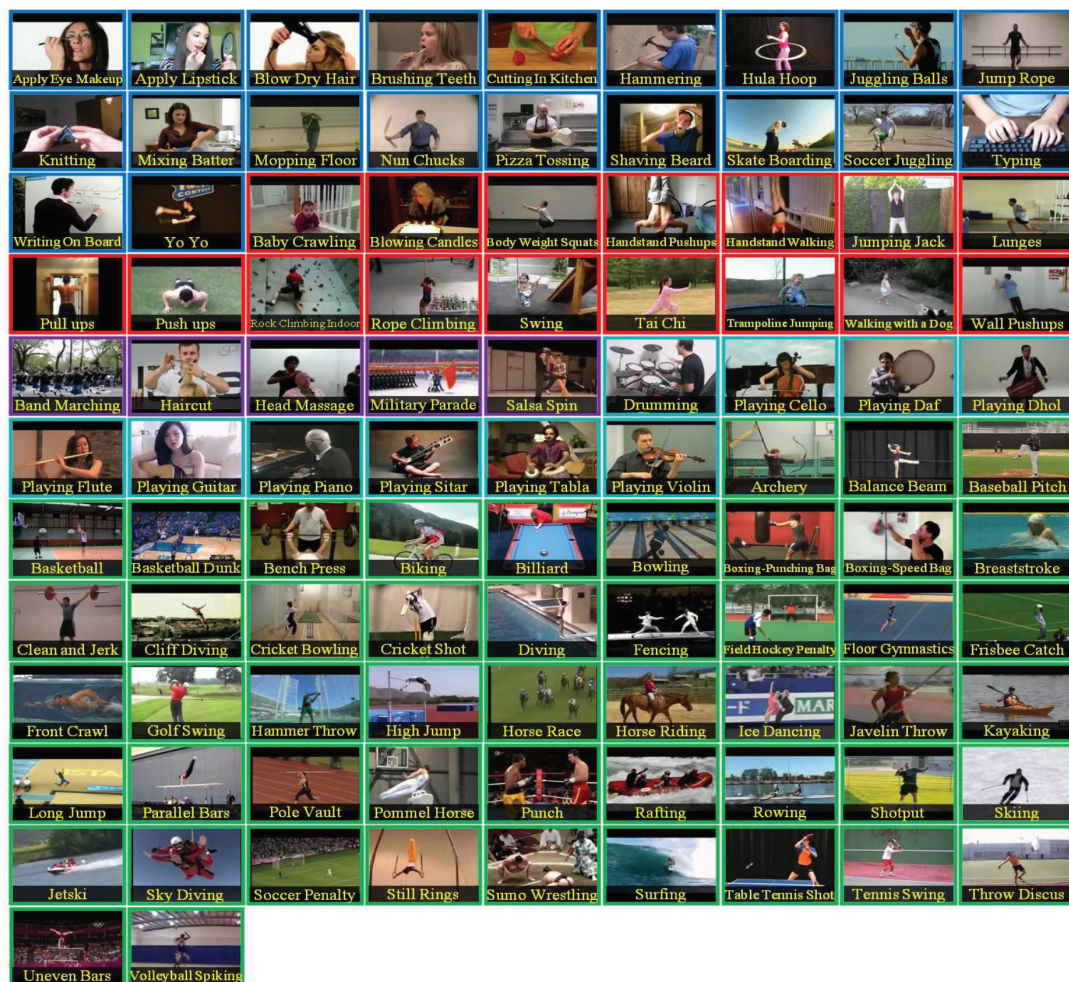 Apply Eye Makeup
Apply Lipstick
Blow Dry Hair
Brushing Teeth
Cutting In Kitchen
Hammering
Hula Hoop
Juggling Balls
Jump Rope
Knitting
Mixing Batter
Mopping Floor
Nun Chucks
Pizza Tossing
Shaving Beard
Skate Boarding
Soccer Juggling
Typing
Writing On Board
CONTEST
Yo Yo
Baby Crawling
Blowing Candles
Body Weight Squats
Handstand Pushups
Handstand Walking
Jumping Jack
Lunges
Pull ups
Push ups
Rock Climbing Indoor
Rope Climbing
Swing
Tai Chi
Trampoline Jumping
Walking with a Dog
Wall Pushups
Band Marching
Haircut
Head Massage
Military Parade
Salsa Spin
Drumming
Playing Cello
Playing Daf
Playing Dhol
Playing Flute
Playing Guitar
Playing Piano
Playing Sitar
Playing Tabla
Playing Violin
Archery
Balance Beam
Baseball Pitch
Basketball
Basketball Dunk
Bench Press
Biking
Billiard
Bowling
Boxing-Punching Bag
Boxing-Speed Bag
Breaststroke
Clean and Jerk
Cliff Diving
Cricket Bowling
Cricket Shot
Diving
Fencing
Field Hockey Penalty
Floor Gymnastics
Frisbee Catch
Front Crawl
Golf Swing
Hammer Throw
High Jump
Horse Race
Horse Riding
ード MAR
Ice Dancing
Javelin Throw
Kayaking
Long Jump
Parallel Bars
Pole Vault
Pommel Horse
Punch
Rafting
Rowing
Shotput
Skiing
Jetski
Sky Diving
Soccer Penalty
Still Rings
Sumo Wrestling
Surfing
Table Tennis Shot
Tennis Swing
Throw Discus
Uneven Bars
Volleyball Spiking